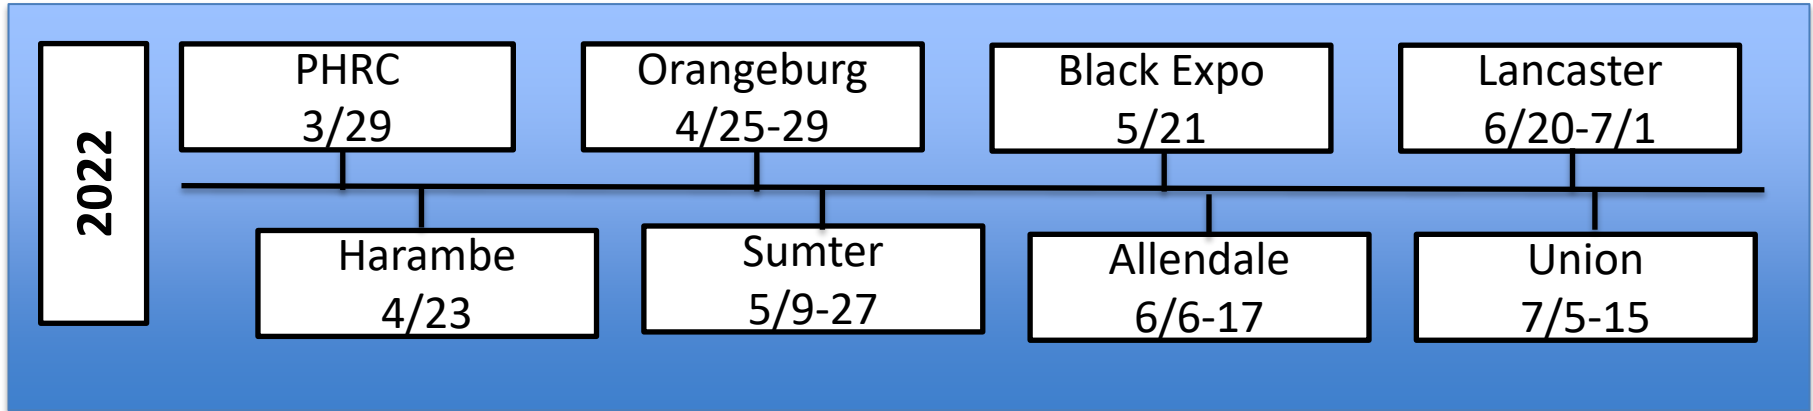 2022
PHRC
3/29
Orangeburg
4/25-29
Black Expo
5/21
Lancaster
6/20-7/1
Harambe
4/23
Sumter
5/9-27
Allendale
6/6-17
Union
7/5-15